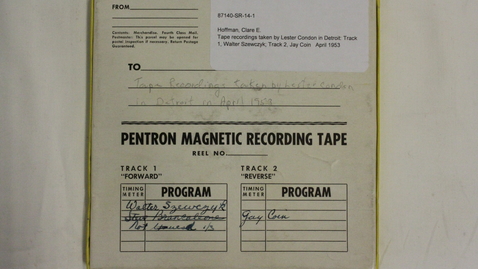 FROM
Contents: Merchandise, Fourth Class Mail,
Postmaster: This parcel may be opened for
postal inspection if necessary. Return Postage
Guaranteed.
87140-SR-14-1
Hoffman, Clare E.
Tape recordings taken by Lester Condon in Detroit: Track
1, Walter Szewczyk; Track 2, Jay Coin April 1953
TO
Tape Recordings taken by Lester Condon
in Detroit in April
PENTRON MAGNETIC RECORDING TAPE
REEL NO.
TRACK 1
"FORWARD"
TIMING METER
PROGRAM
Walter Szewczyk
Brancaleone
Not
TRACK 2
"REVERSE"
TIMING METER
PROGRAM
Gay Coin